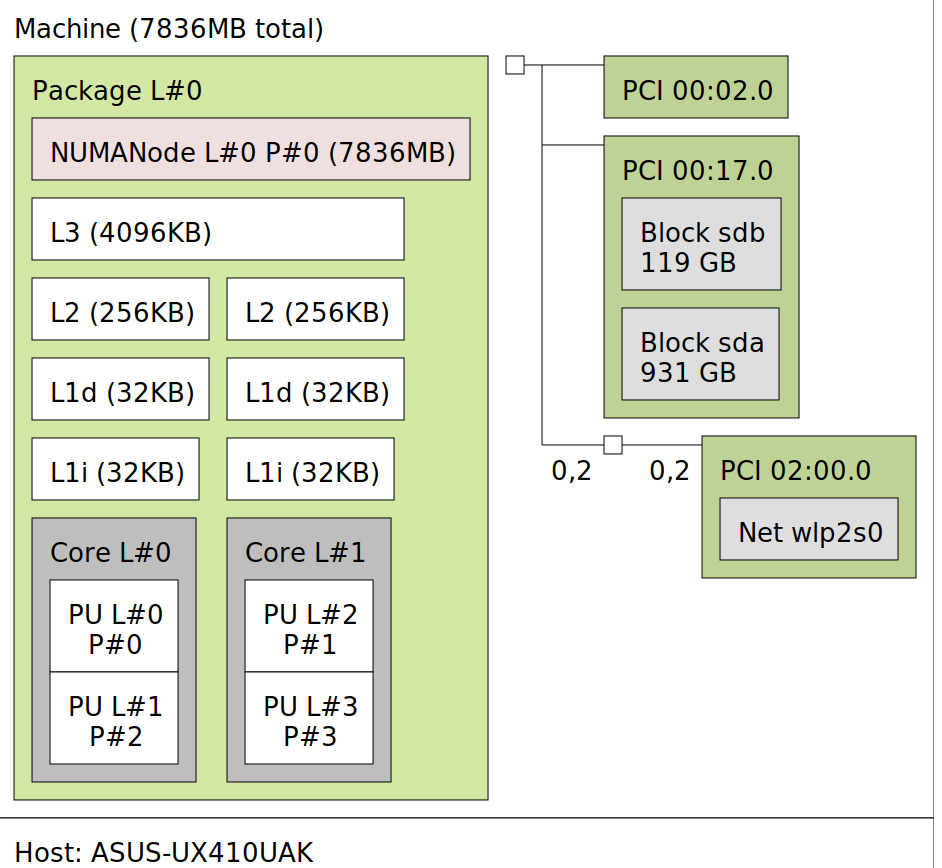 Machine (7836MB total)
Package L#0
NUMANode L#0 P#0 (7836MB)
L3 (4096KB)
L2 (256KB)
L2 (256KB)
L1d (32KB)
L1d (32KB)
L1i (32KB)
L1i (32KB)
Core L#0
PU L#0
P#0
PU L#1
P#2
Core L#1
PU L#2
P#1
PU L#3
P#3
PCI 00:02.0
PCI 00:17.0
Block sdb
119 GB
Block sda
931 GB
0,2
0,2
PCI 02:00.0
Net wlp2s0
Host: ASUS-UX410UAK